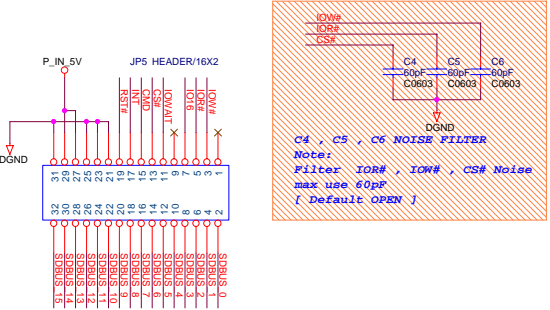 P_IN_5V
JP5 HEADER/16X2
RST#
INT
CMD
CS#
IOWAIT
IO16
IOR#
IOW#
DGND
31 29 27 25 23 21 19 17 15 13 11 9 7 5 3 1
32 30 28 26 24 22 20 18 16 14 12 10 8 6 4 2
SDBUS 15
SDBUS 14
SDBUS 13
SDBUS 12
SDBUS 11
SDBUS 10
SDBUS 9
SDBUS 8
SDBUS 7
SDBUS 6
SDBUS 5
SDBUS 4
SDBUS 3
SDBUS 2
SDBUS 1
SDBUS 0
IOW#
IOR#
CS#
C4 C5 C6
60pF 60pF 60pF
C0603 C0603 C0603
DGND
C4 , C5 , C6 NOISE FILTER
Note:
Filter IOR# , IOW# , CS# Noise
max use 60pF
[ Default OPEN ]